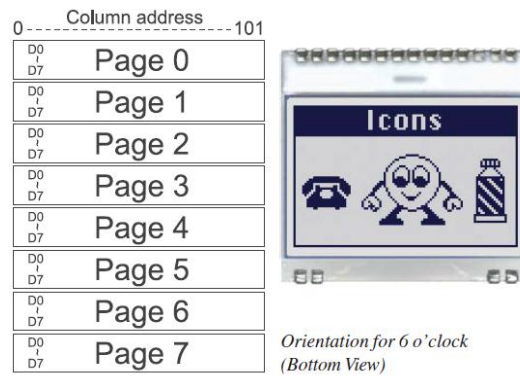 Column address
0 101
D0
~
D7
Page 0
D0
~
D7
Page 1
D0
~
D7
Page 2
D0
~
D7
Page 3
D0
~
D7
Page 4
D0
~
D7
Page 5
D0
~
D7
Page 6
D0
~
D7
Page 7
Icons
Orientation for 6 o’clock
(Bottom View)